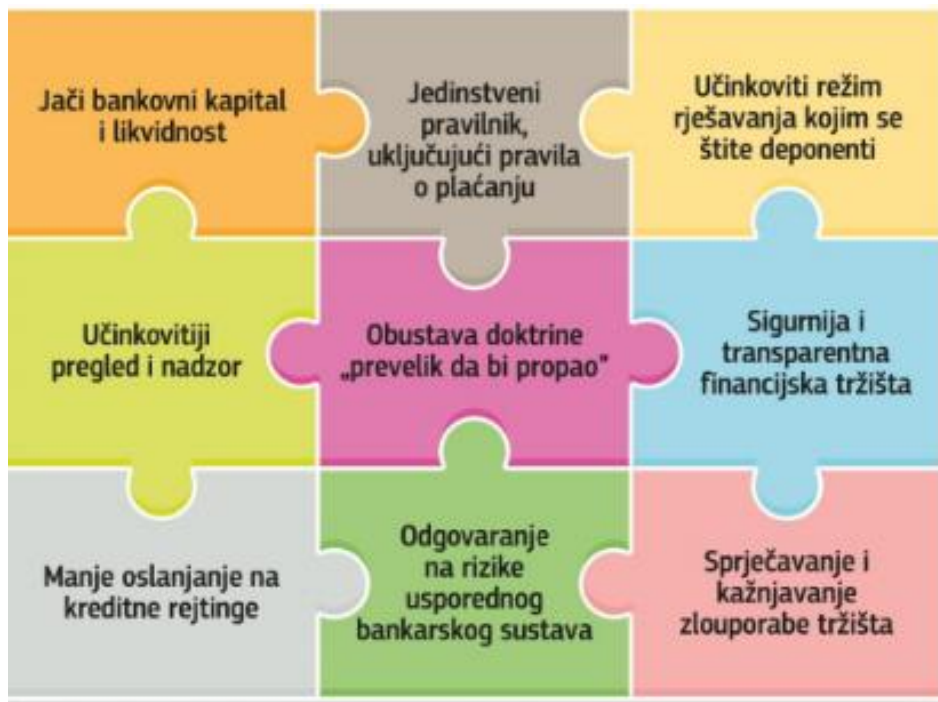 Jači bankovni kapital
i likvidnost
Jedinstveni
pravilnik,
uključujući pravila
o plaćanju
Učinkoviti režim
rješavanja kojim se
štite deponenti
Učinkovitiji
pregled i nadzor
Obustava doktrine
„prevelik da bi propao”
Sigurnija i
transparentna
financijska tržišta
Manje oslanjanje na
kreditne rejtinge
Odgovaranje
na rizike
usporednog
bankarskog sustava
Sprječavanje i
kažnjavanje
zlouporabe tržišta